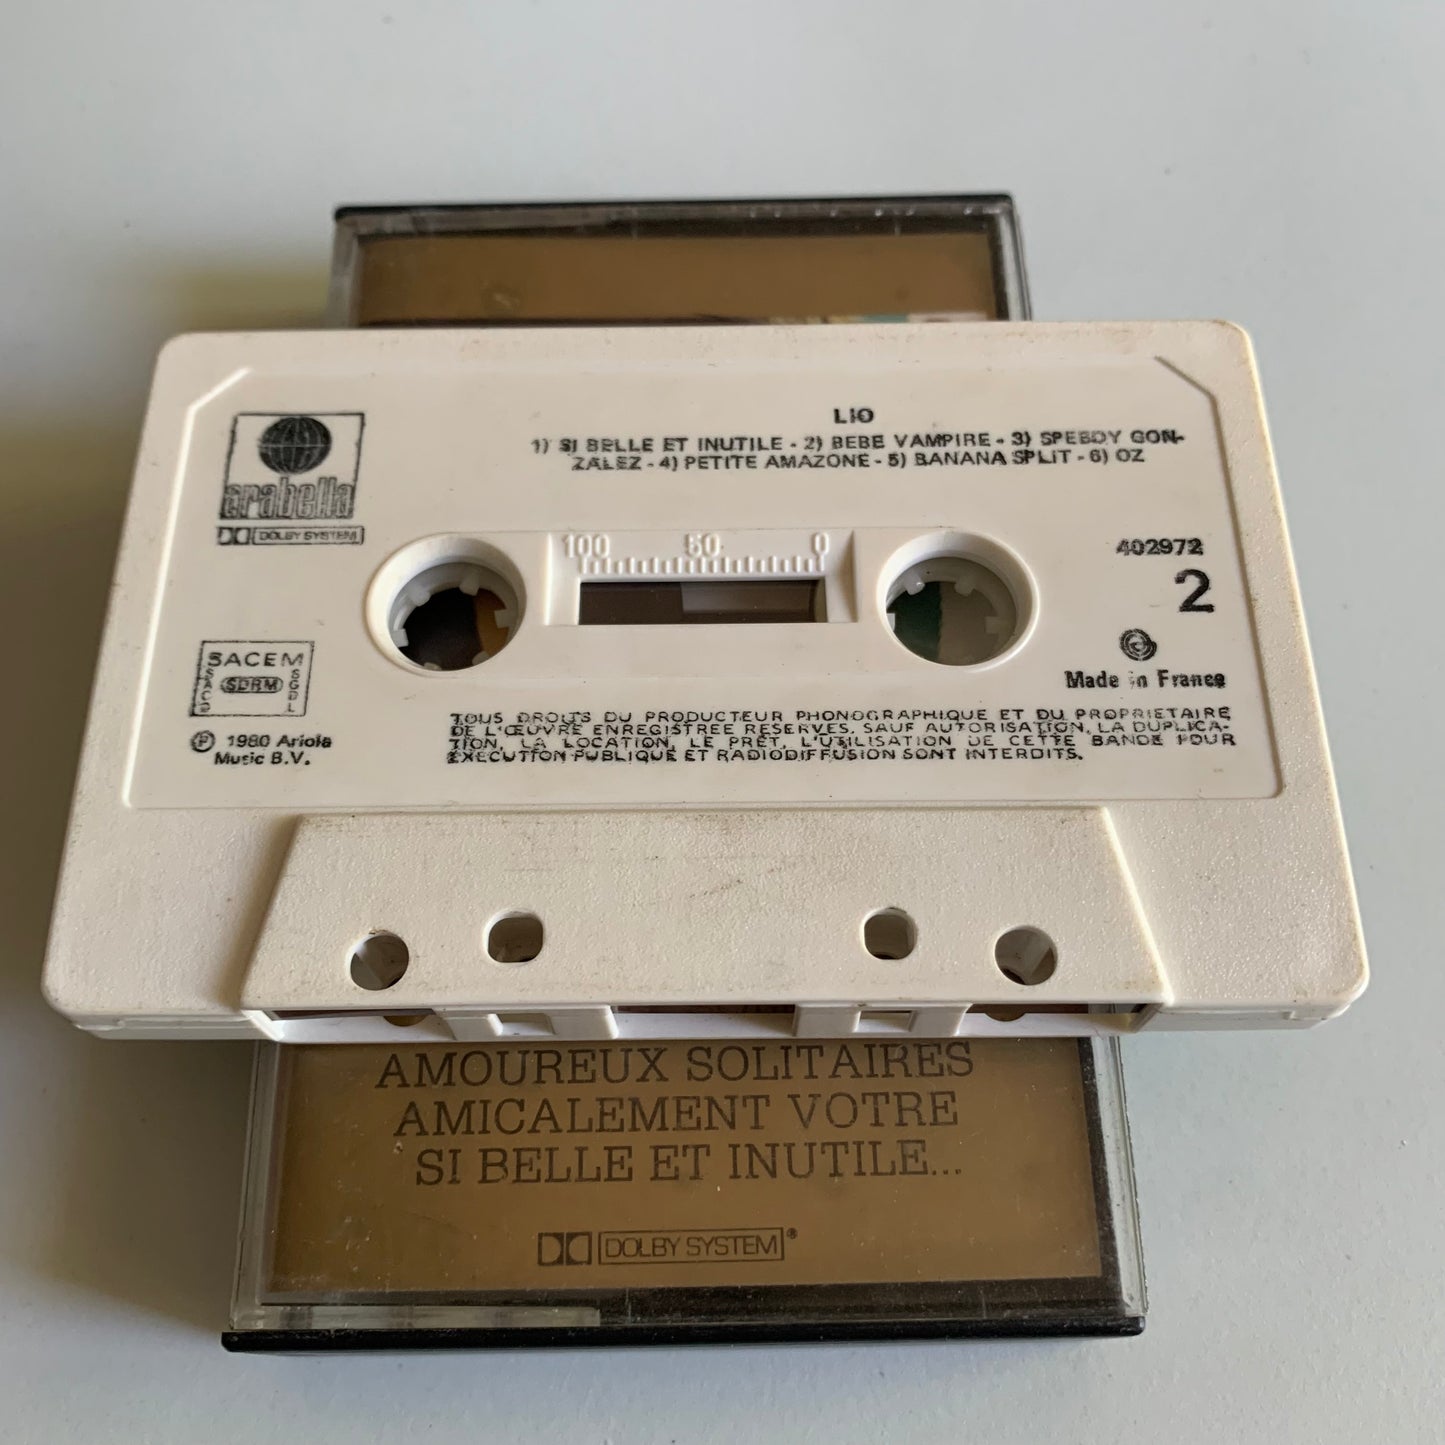 LIO
1) SI BELLE ET INUTILE - 2) BEBE VAMPIRE - 3) SPEEDY GON-
ZALEZ - 4) PETITE AMAZONE - 5) BANANA SPLIT - 6) OZ
arabella
DOLBY SYSTEM
100 50 0
402972
2
Made in France
SACEM
SACD
SDRM
SGDL
℗ 1980 Ariola
Music B.V.
TOUS DROITS DU PRODUCTEUR PHONOGRAPHIQUE ET DU PROPRIETAIRE
DE L'ŒUVRE ENREGISTREE RESERVES. SAUF AUTORISATION, LA DUPLICA-
TION, LA LOCATION, LE PRET, L'UTILISATION DE CETTE BANDE POUR
EXECUTION PUBLIQUE ET RADIODIFFUSION SONT INTERDITS.
AMOUREUX SOLITAIRES
AMICALEMENT VOTRE
SI BELLE ET INUTILE...
DOLBY SYSTEM®